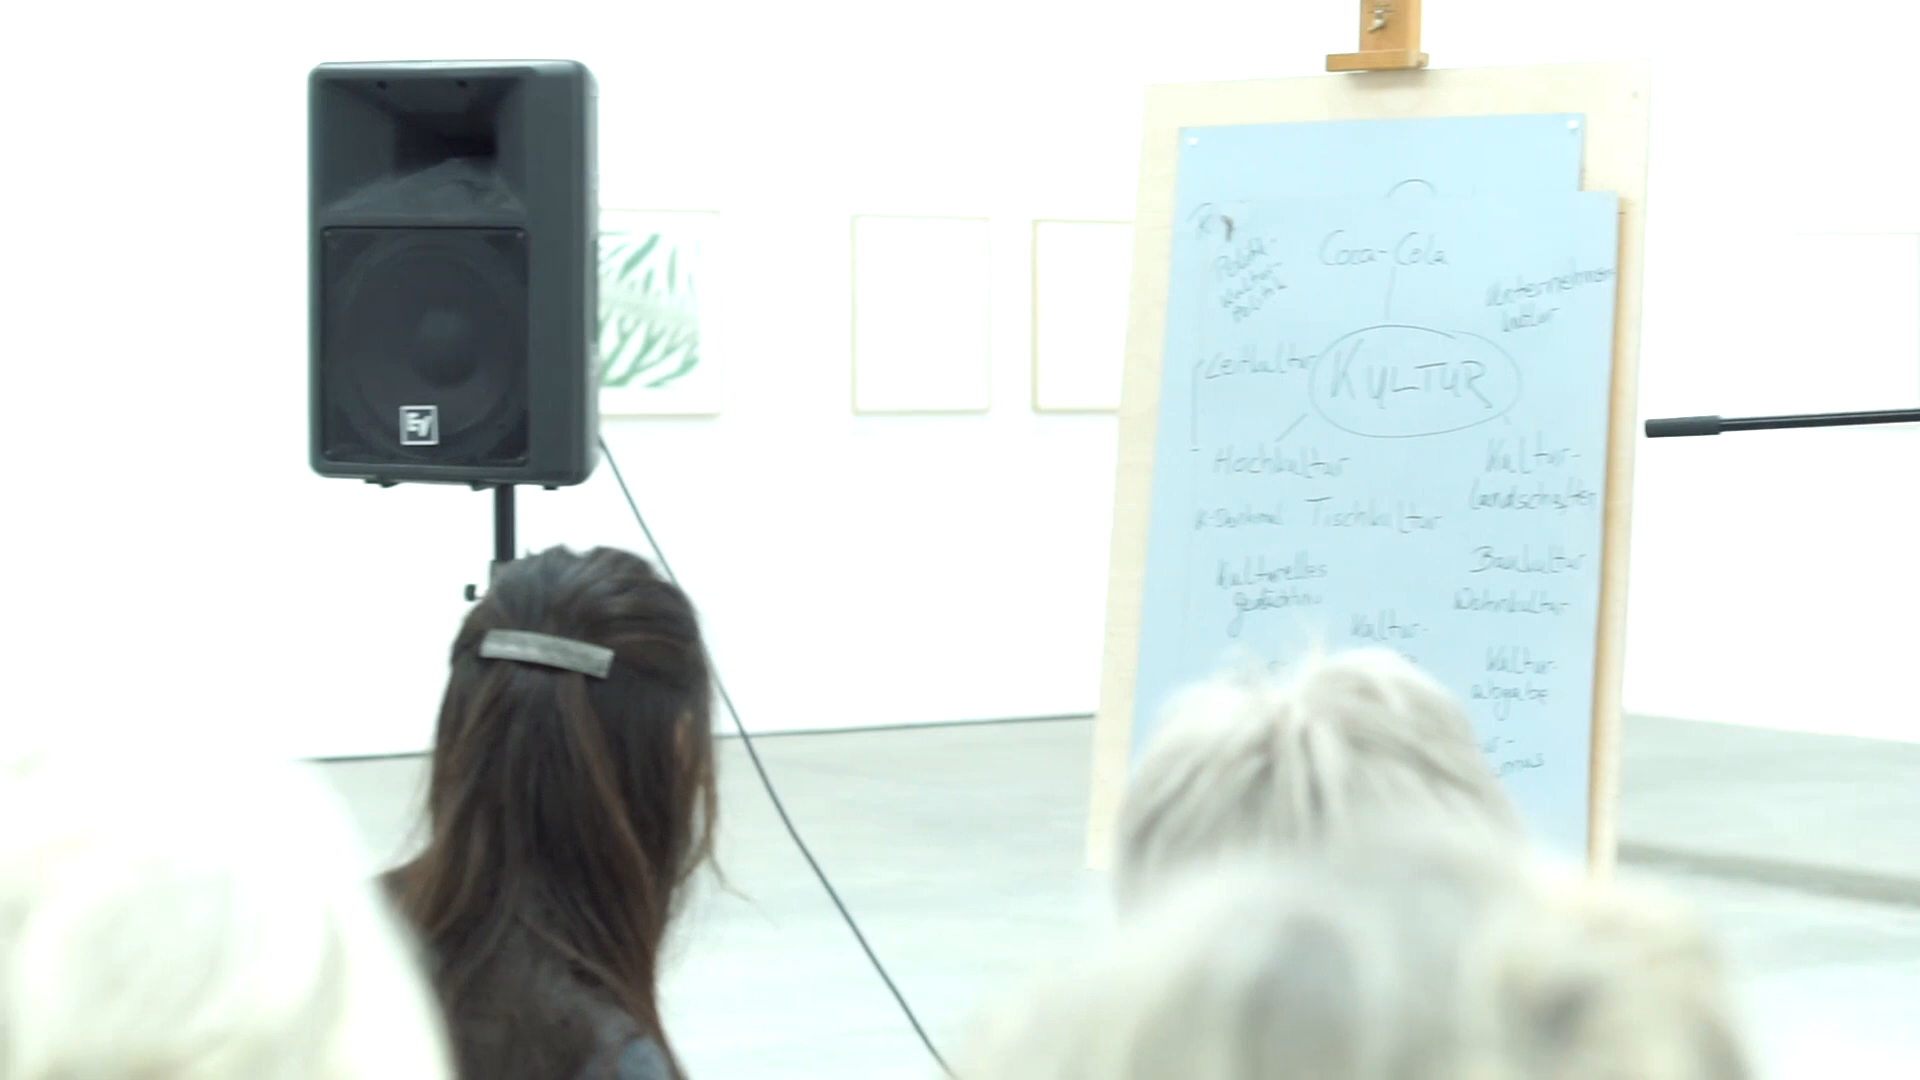 EV
Coca-Cola
Politik-
Kultur-
politik
Unternehmens
kultur
Leitkultur
KULTUR
Hochkultur
Kultur-
landschaften
Tischkultur
Kulturelles
Baukultur
Wohnkultur
Kultur-
Kultur-
abgabe